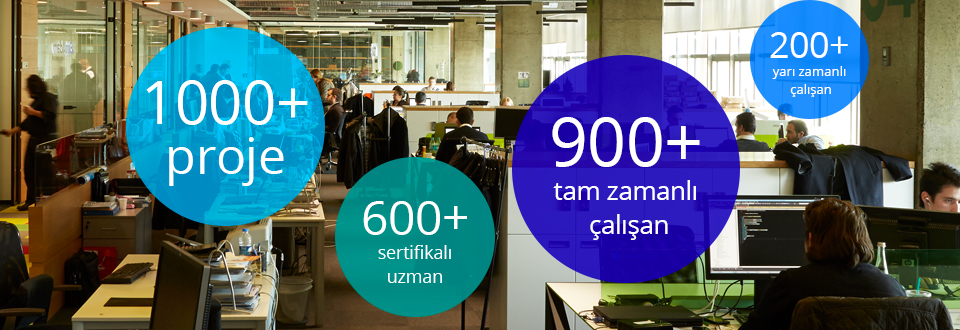 1000+
proje
600+
sertifikalı
uzman
900+
tam zamanlı
çalışan
200+
yarı zamanlı
çalışan